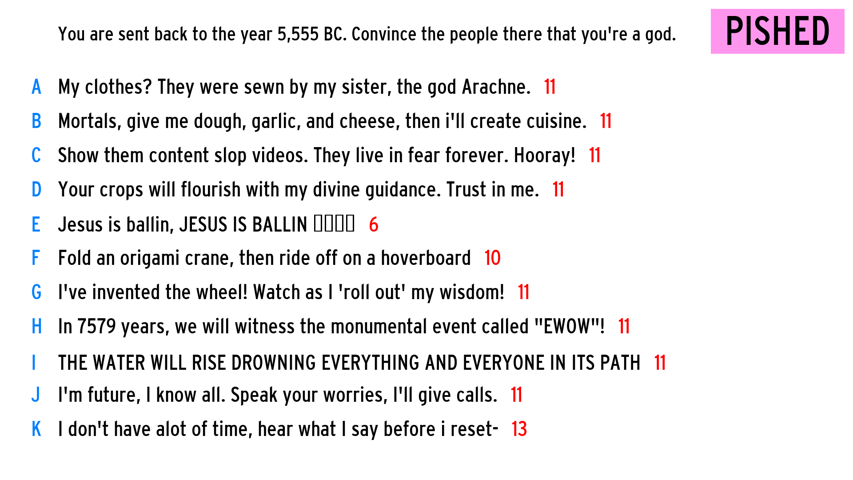 You are sent back to the year 5,555 BC. Convince the people there that you're a god.
PISHED
A My clothes? They were sewn by my sister, the god Arachne. 11
B Mortals, give me dough, garlic, and cheese, then i'll create cuisine. 11
C Show them content slop videos. They live in fear forever. Hooray! 11
D Your crops will flourish with my divine guidance. Trust in me. 11
E Jesus is ballin, JESUS IS BALLIN 6
F Fold an origami crane, then ride off on a hoverboard 10
G I've invented the wheel! Watch as I 'roll out' my wisdom! 11
H In 7579 years, we will witness the monumental event called "EWOW"! 11
I THE WATER WILL RISE DROWNING EVERYTHING AND EVERYONE IN ITS PATH 11
J I'm future, I know all. Speak your worries, I'll give calls. 11
K I don't have alot of time, hear what I say before i reset- 13